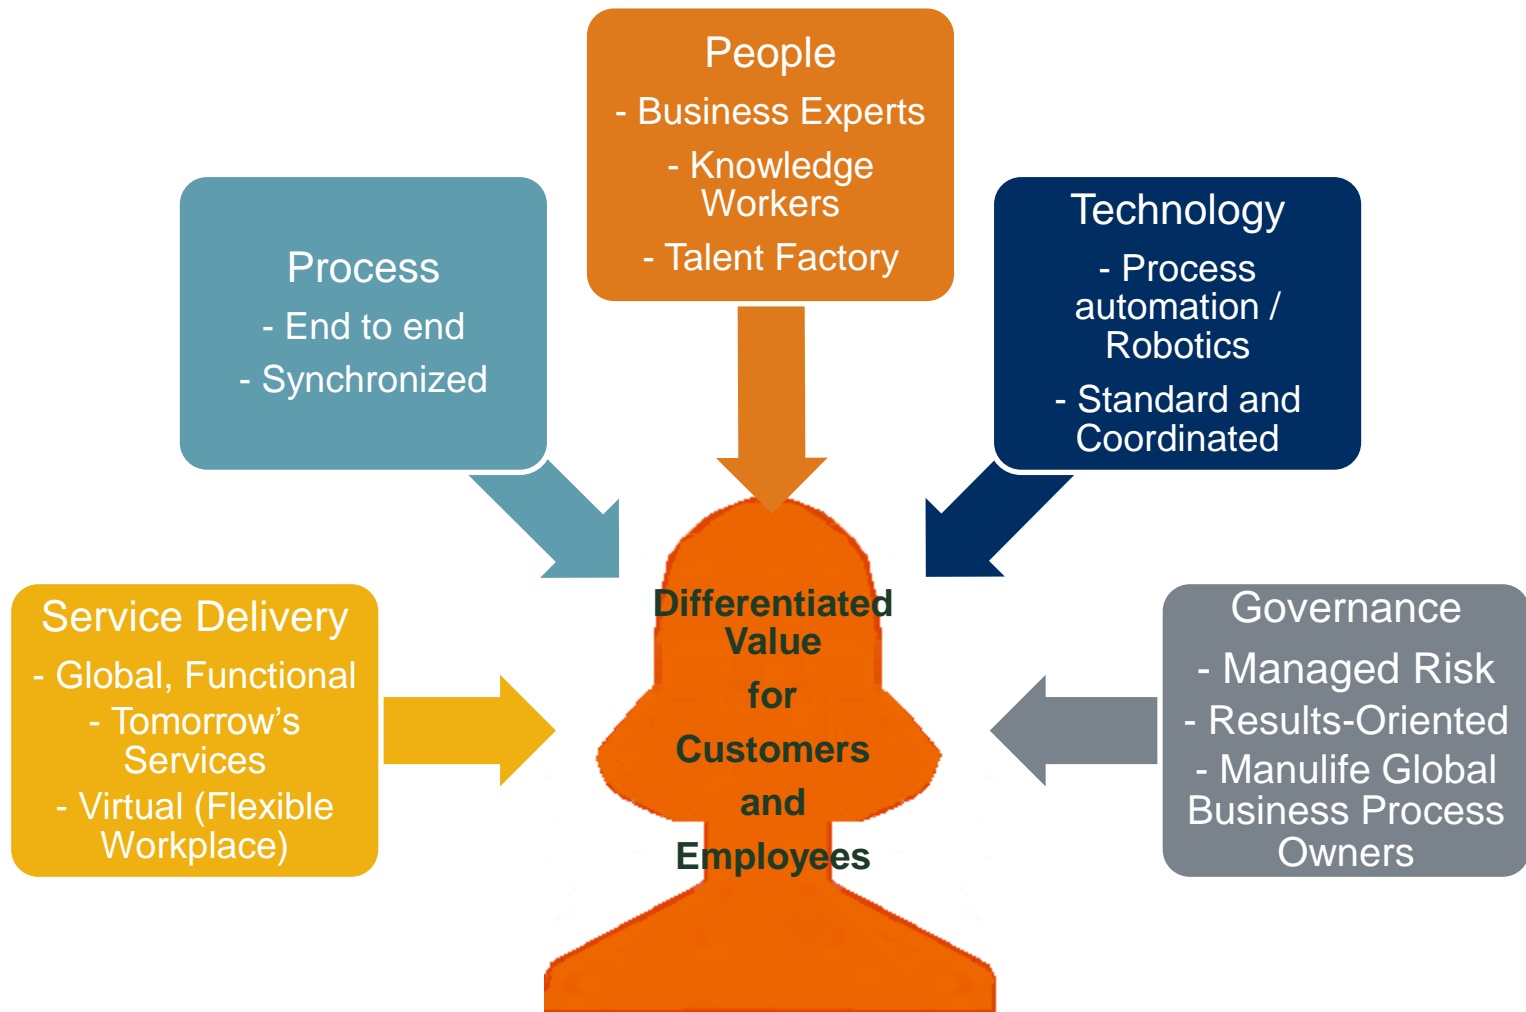 People
- Business Experts
- Knowledge
Workers
- Talent Factory
Process
- End to end
- Synchronized
Technology
- Process
automation /
Robotics
- Standard and
Coordinated
Service Delivery
- Global, Functional
- Tomorrow’s
Services
- Virtual (Flexible
Workplace)
Differentiated
Value
for
Customers
and
Employees
Governance
- Managed Risk
- Results-Oriented
- Manulife Global
Business Process
Owners